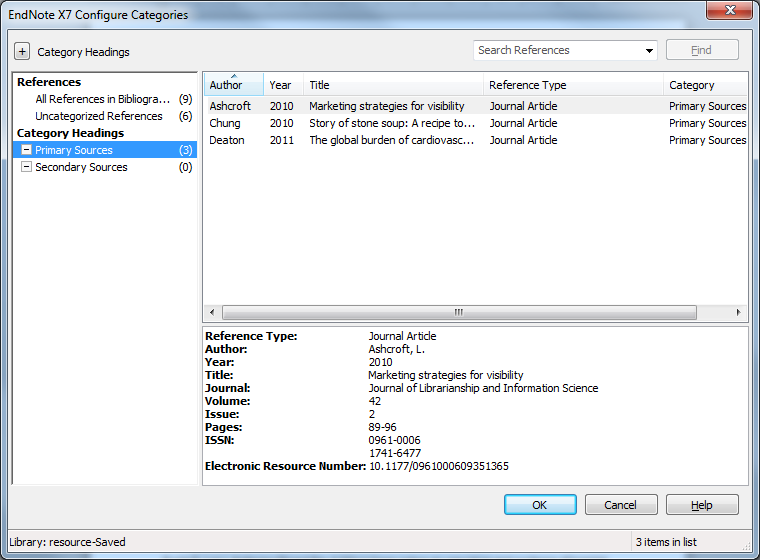 EndNote X7 Configure Categories
+ Category Headings
Search References
Find
References
All References in Bibliogra... (9)
Uncategorized References (6)
Category Headings
Primary Sources (3)
Secondary Sources (0)
Author Year Title Reference Type Category
Ashcroft 2010 Marketing strategies for visibility Journal Article Primary Sources
Chung 2010 Story of stone soup: A recipe to... Journal Article Primary Sources
Deaton 2011 The global burden of cardiovasc... Journal Article Primary Sources
Reference Type: Journal Article
Author: Ashcroft, L.
Year: 2010
Title: Marketing strategies for visibility
Journal: Journal of Librarianship and Information Science
Volume: 42
Issue: 2
Pages: 89-96
ISSN: 0961-0006
1741-6477
Electronic Resource Number: 10.1177/0961000609351365
OK Cancel Help
Library: resource-Saved 3 items in list